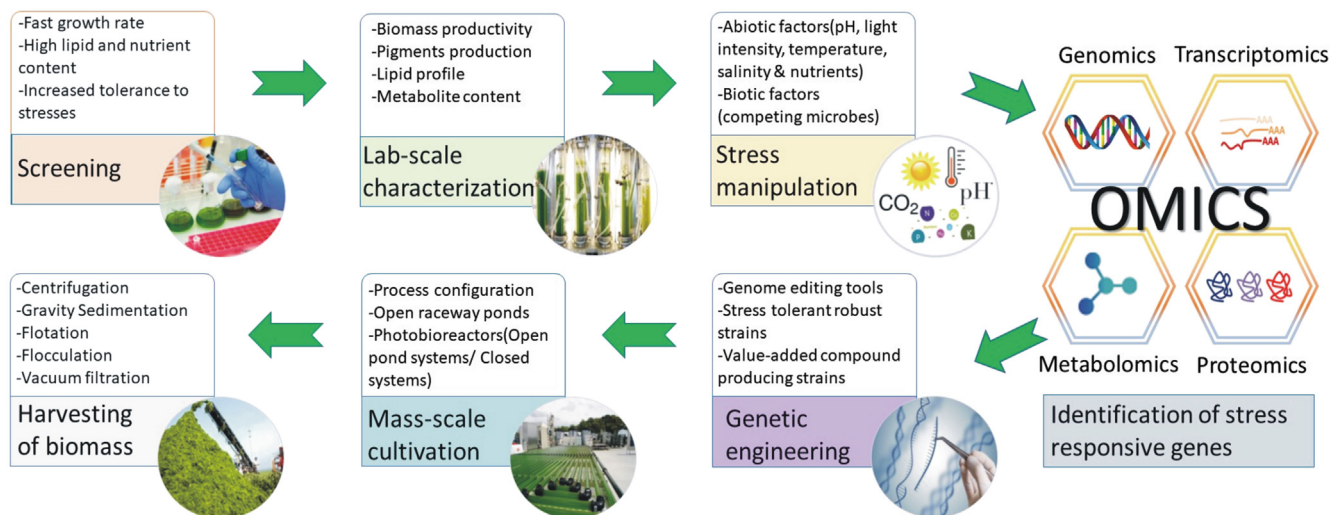 -Fast growth rate
-High lipid and nutrient
content
-Increased tolerance to
stresses
Screening
-Biomass productivity
-Pigments production
-Lipid profile
-Metabolite content
Lab-scale
characterization
-Abiotic factors(pH, light
intensity, temperature,
salinity & nutrients)
-Biotic factors
(competing microbes)
Stress
manipulation
CO2
pH
N
P
K
Genomics
Transcriptomics
AAA
AAA
AAA
OMICS
Metabolomics
Proteomics
Identification of stress
responsive genes
-Genome editing tools
-Stress tolerant robust
strains
-Value-added compound
producing strains
Genetic
engineering
-Process configuration
-Open raceway ponds
-Photobioreactors(Open
pond systems/ Closed
systems)
Mass-scale
cultivation
-Centrifugation
-Gravity Sedimentation
-Flotation
-Flocculation
-Vacuum filtration
Harvesting
of biomass